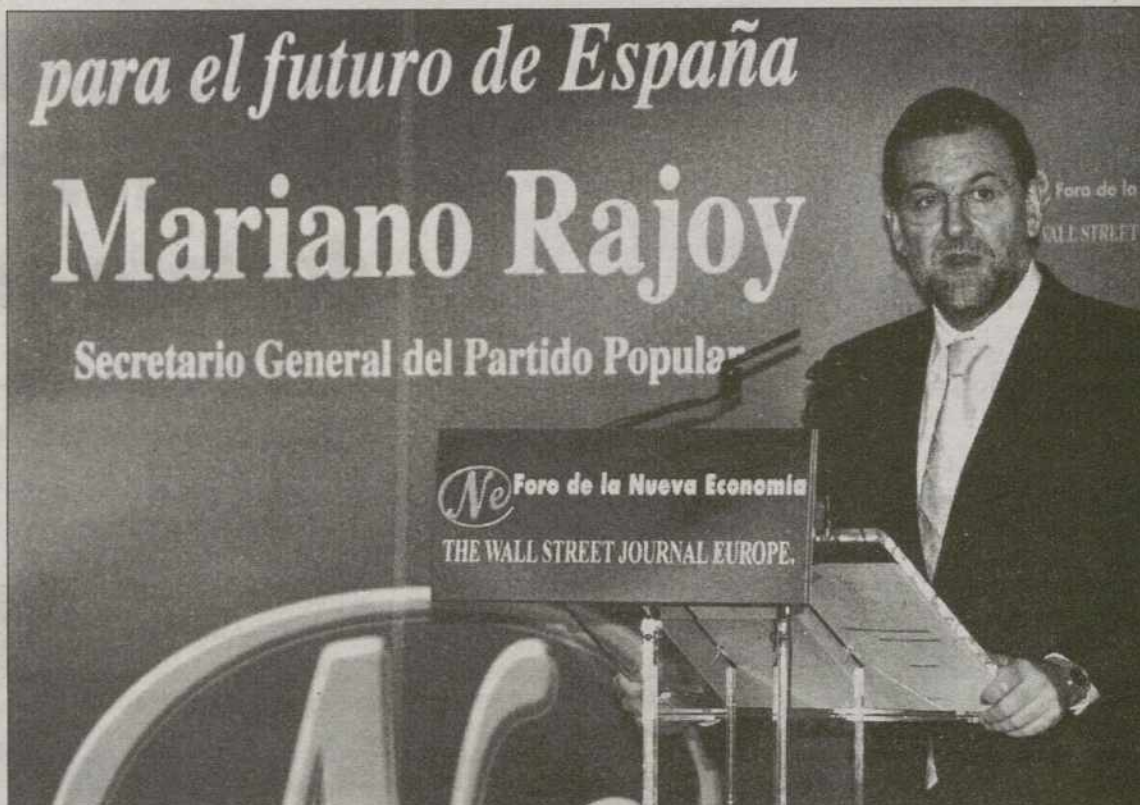 para el futuro de España
Mariano Rajoy
Secretario General del Partido Popular
Foro de la
WALL STREET
Ne Foro de la Nueva Economía
THE WALL STREET JOURNAL EUROPE.